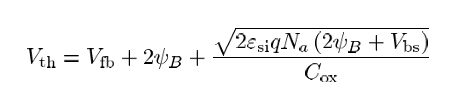 V_th = V_fb + 2ψ_B + √(2ε_si q N_a (2ψ_B + V_bs)) / C_ox